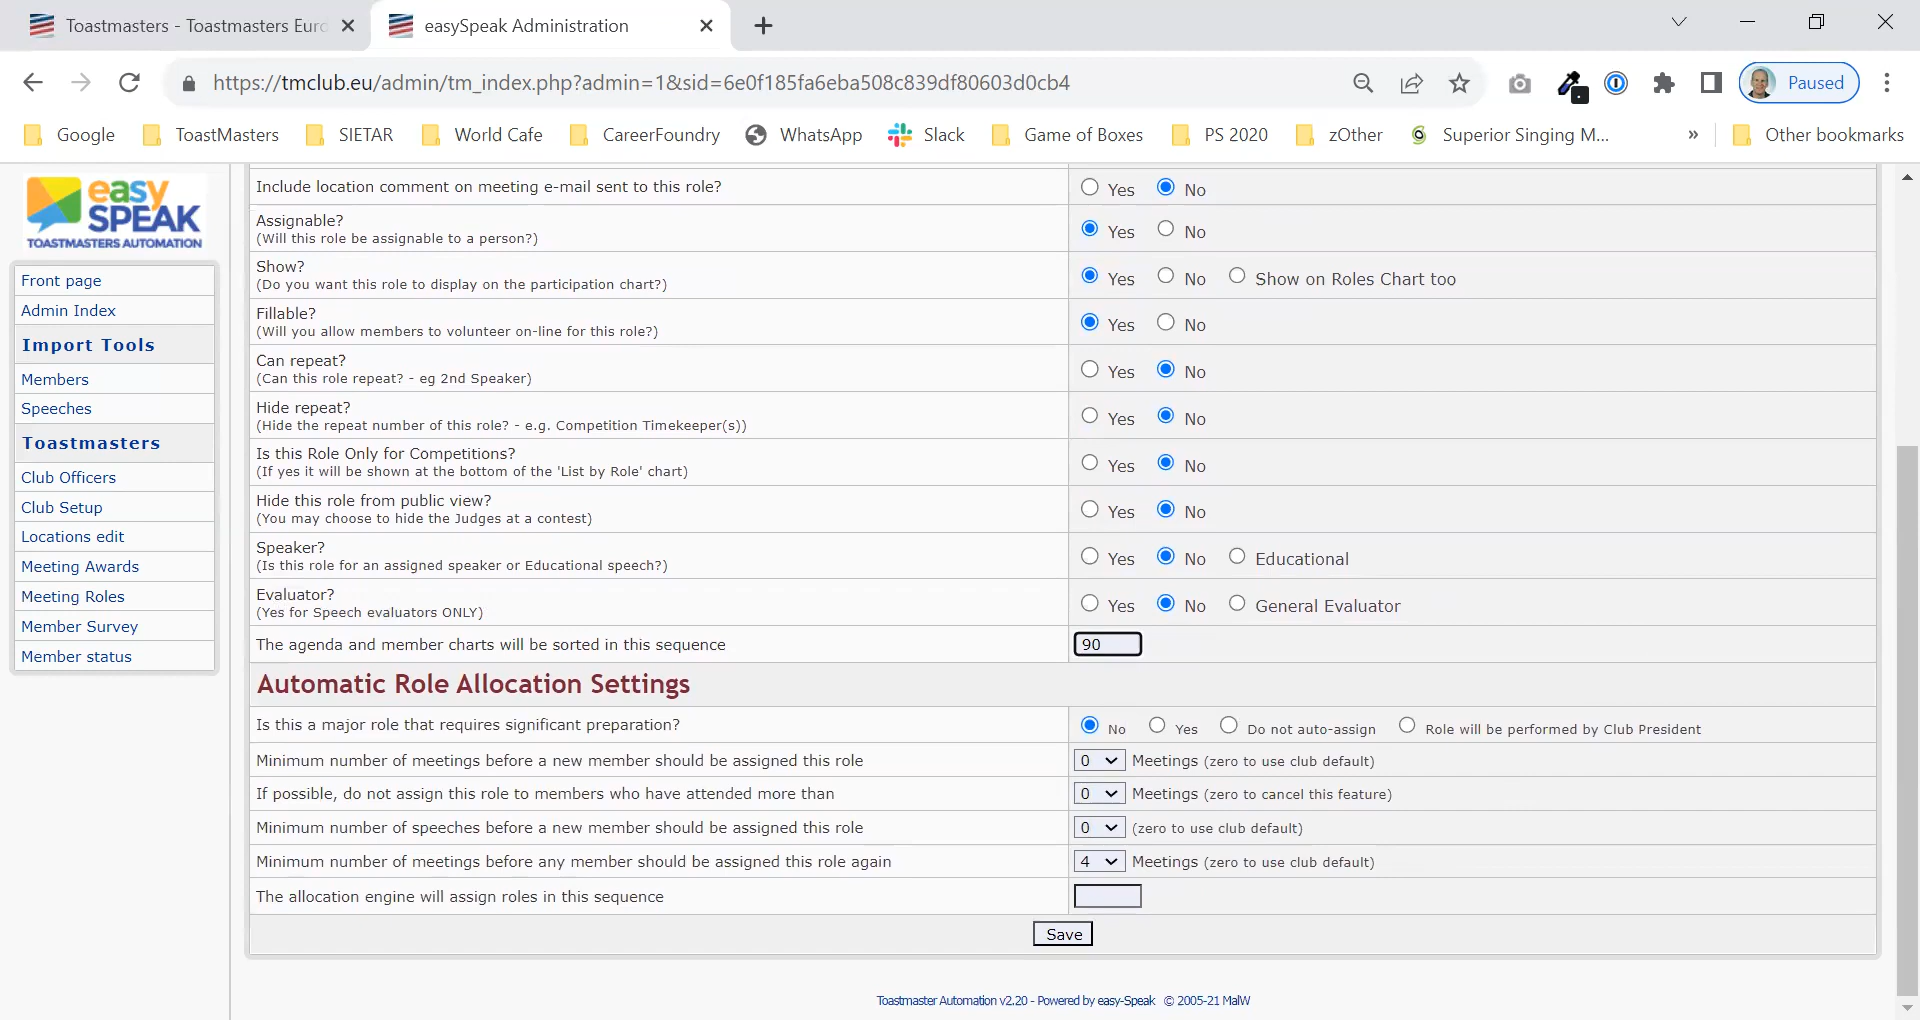 Toastmasters - Toastmasters Euro
easySpeak Administration
https://tmclub.eu/admin/tm_index.php?admin=1&sid=6e0f185fa6eba508c839df80603d0cb4
Paused
Google
ToastMasters
SIETAR
World Cafe
CareerFoundry
WhatsApp
Slack
Game of Boxes
PS 2020
zOther
Superior Singing M...
»
Other bookmarks
easy
SPEAK
TOASTMASTERS AUTOMATION
Front page
Admin Index
Import Tools
Members
Speeches
Toastmasters
Club Officers
Club Setup
Locations edit
Meeting Awards
Meeting Roles
Member Survey
Member status
Include location comment on meeting e-mail sent to this role?
Yes No
Assignable?
(Will this role be assignable to a person?)
Yes No
Show?
(Do you want this role to display on the participation chart?)
Yes No Show on Roles Chart too
Fillable?
(Will you allow members to volunteer on-line for this role?)
Yes No
Can repeat?
(Can this role repeat? - eg 2nd Speaker)
Yes No
Hide repeat?
(Hide the repeat number of this role? - e.g. Competition Timekeeper(s))
Yes No
Is this Role Only for Competitions?
(If yes it will be shown at the bottom of the 'List by Role' chart)
Yes No
Hide this role from public view?
(You may choose to hide the Judges at a contest)
Yes No
Speaker?
(Is this role for an assigned speaker or Educational speech?)
Yes No Educational
Evaluator?
(Yes for Speech evaluators ONLY)
Yes No General Evaluator
The agenda and member charts will be sorted in this sequence
90
Automatic Role Allocation Settings
Is this a major role that requires significant preparation?
No Yes Do not auto-assign Role will be performed by Club President
Minimum number of meetings before a new member should be assigned this role
0 Meetings (zero to use club default)
If possible, do not assign this role to members who have attended more than
0 Meetings (zero to cancel this feature)
Minimum number of speeches before a new member should be assigned this role
0 (zero to use club default)
Minimum number of meetings before any member should be assigned this role again
4 Meetings (zero to use club default)
The allocation engine will assign roles in this sequence
Save
Toastmaster Automation v2.20 - Powered by easy-Speak © 2005-21 MalW